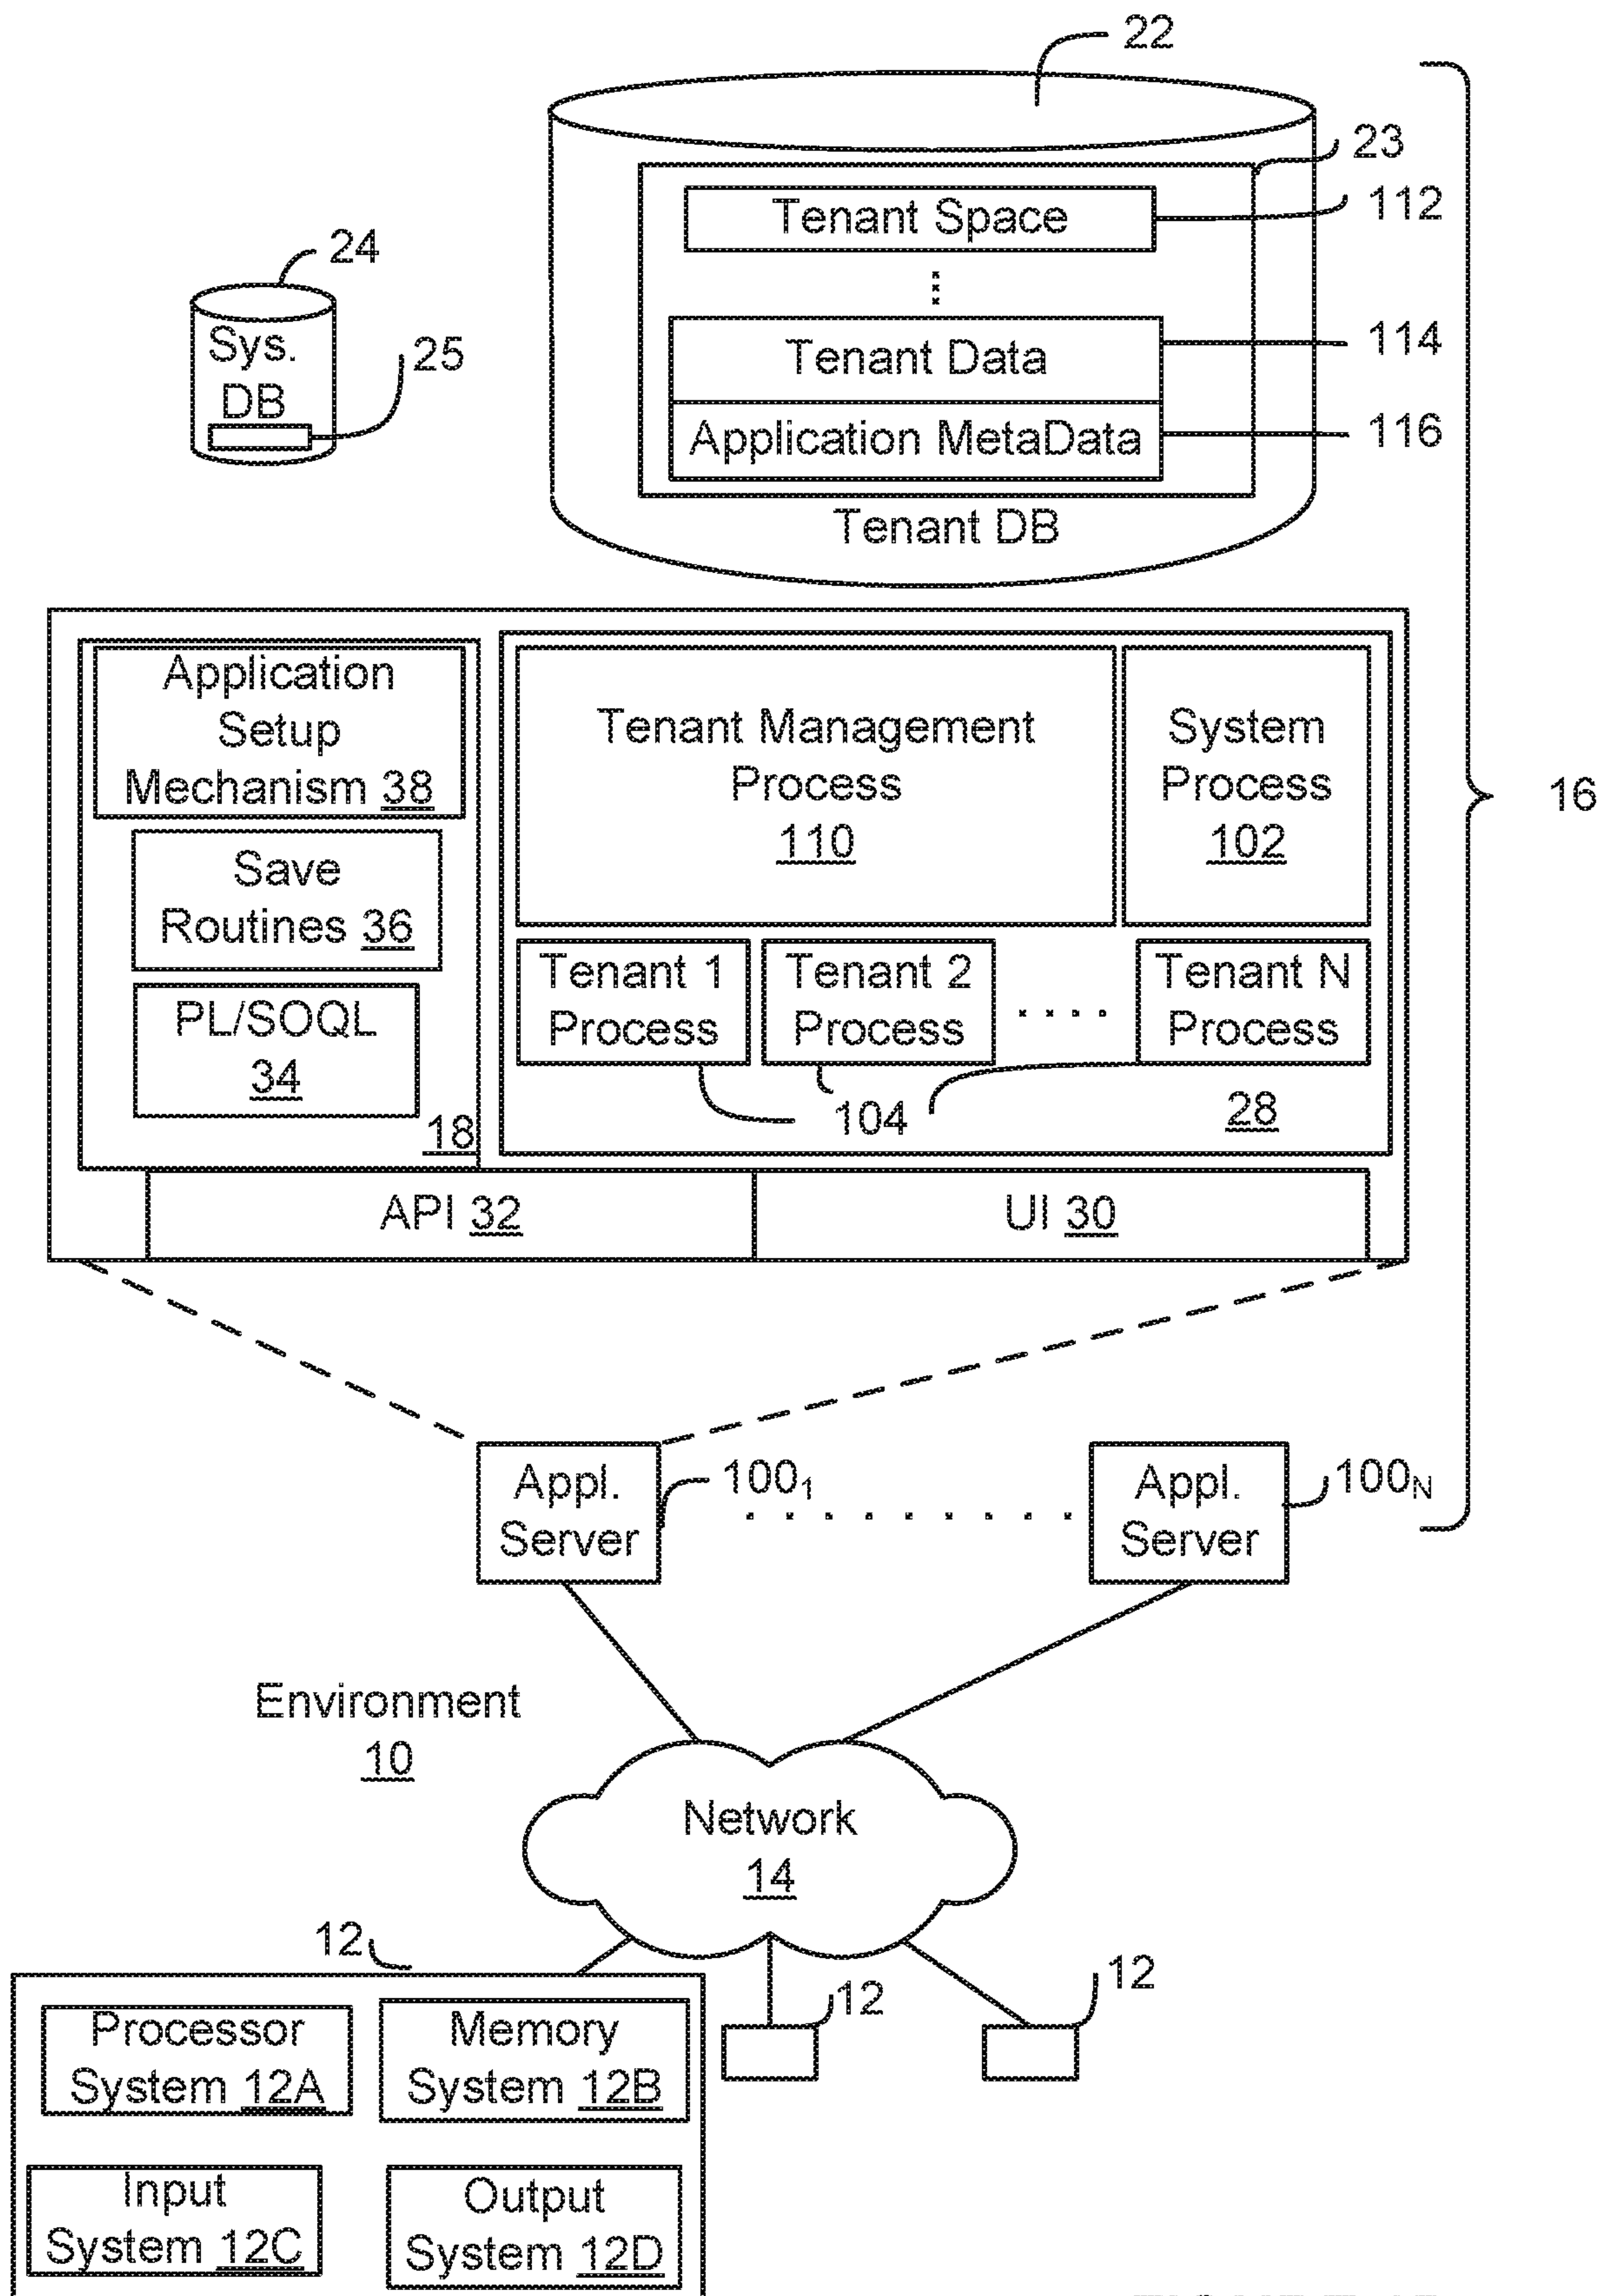 22
23
Tenant Space
112
24
Sys.
DB
25
Tenant Data
114
Application MetaData
116
Tenant DB
Application
Setup
Mechanism 38
Tenant Management
Process
110
System
Process
102
16
Save
Routines 36
Tenant 1
Process
Tenant 2
Process
Tenant N
Process
PL/SOQL
34
18
104
28
API 32
UI 30
Appl.
Server
100₁
Appl.
Server
100N
Environment
10
Network
14
12
12
12
Processor
System 12A
Memory
System 12B
Input
System 12C
Output
System 12D